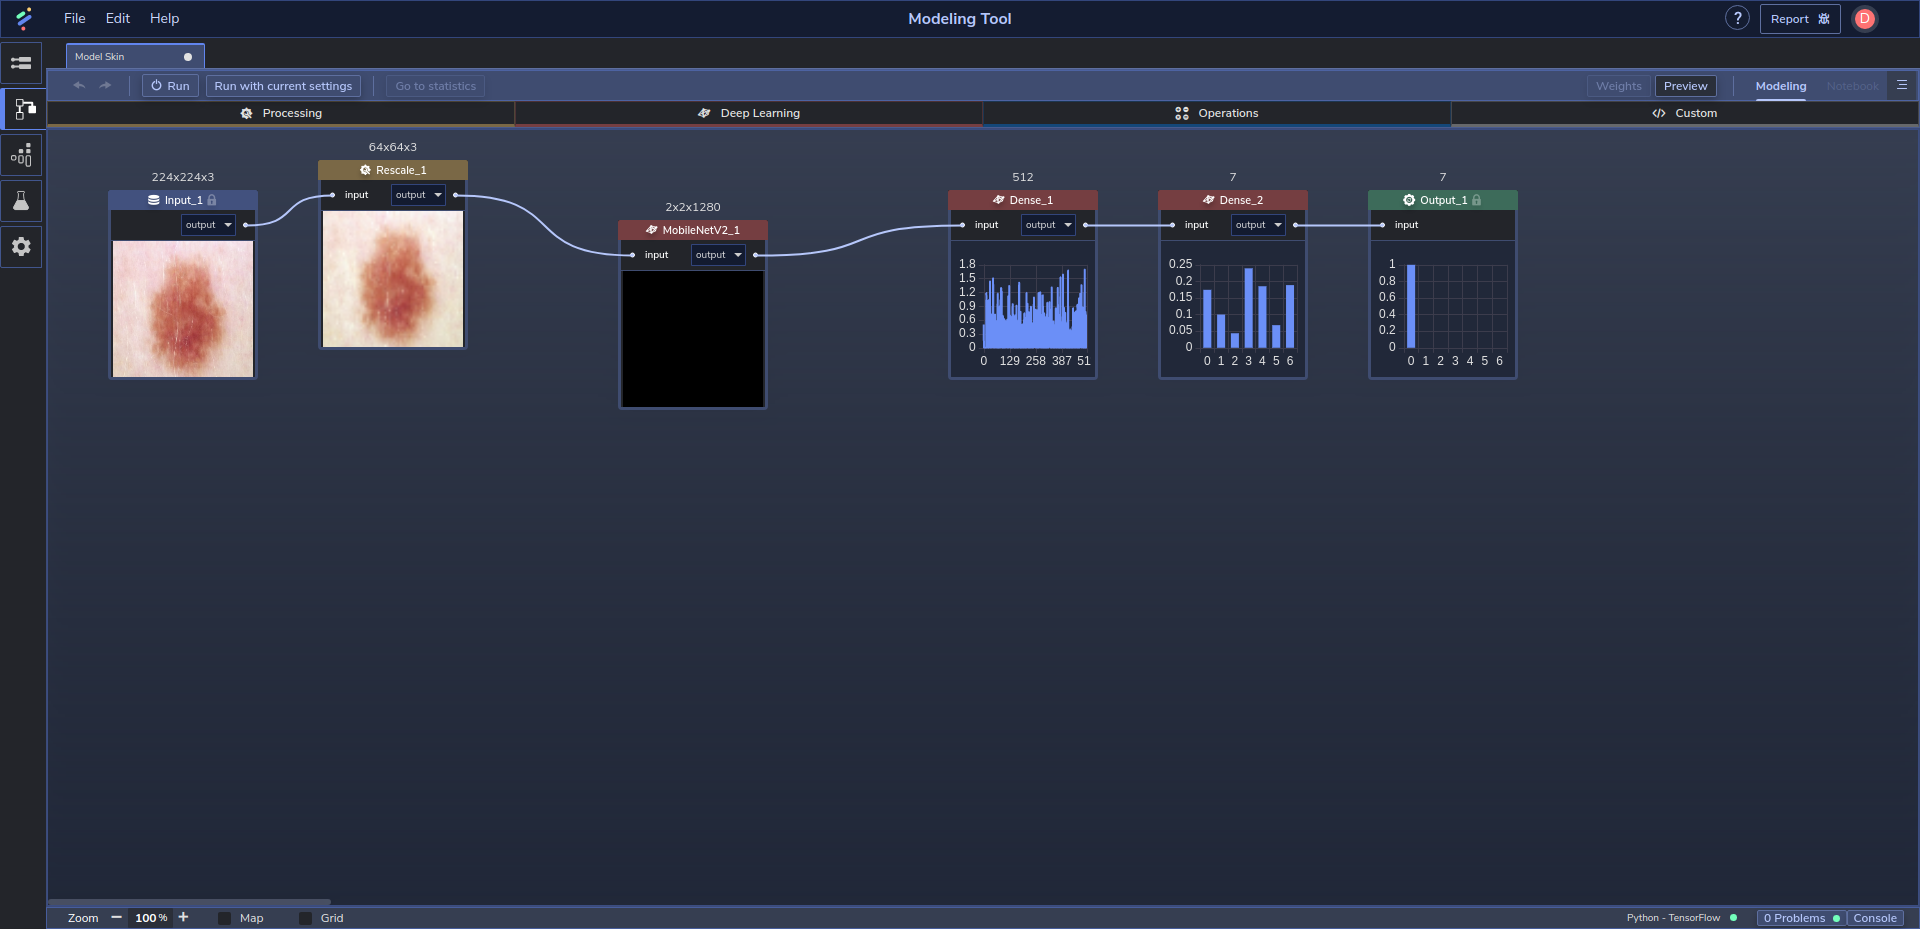 File Edit Help
Modeling Tool
? Report D
Model Skin
Run Run with current settings Go to statistics
Weights Preview Modeling Notebook
Processing Deep Learning Operations Custom
64x64x3
Rescale_1
input output
224x224x3
Input_1
output
2x2x1280
MobileNetV2_1
input output
512
Dense_1
input output
1.8
1.5
1.2
0.9
0.6
0.3
0
0 129 258 387 51
7
Dense_2
input output
0.25
0.2
0.15
0.1
0.05
0
0 1 2 3 4 5 6
7
Output_1
input
1
0.8
0.6
0.4
0.2
0
0 1 2 3 4 5 6
Zoom − 100 % + Map Grid
Python - TensorFlow 0 Problems Console